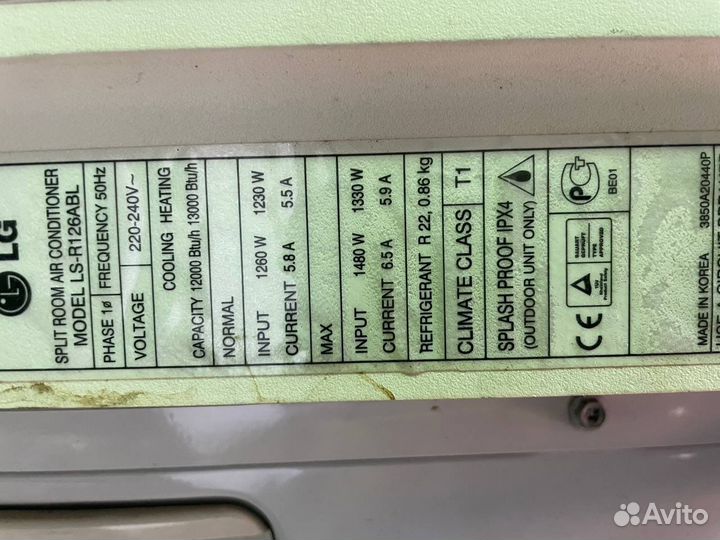 LG
SPLIT ROOM AIR CONDITIONER
MODEL LS-R126ABL
PHASE 1ø FREQUENCY 50Hz
VOLTAGE 220-240V~
COOLING HEATING
CAPACITY 12000 Btu/h 13000 Btu/h
NORMAL
INPUT 1260 W 1230 W
CURRENT 5.8 A 5.5 A
MAX
INPUT 1480 W 1330 W
CURRENT 6.5 A 5.9 A
REFRIGERANT R 22, 0.86 kg
CLIMATE CLASS T1
SPLASH PROOF IPX4
(OUTDOOR UNIT ONLY)
BE01
CE
TYPE
APPROVED
MADE IN KOREA 3850A20440P
Avito